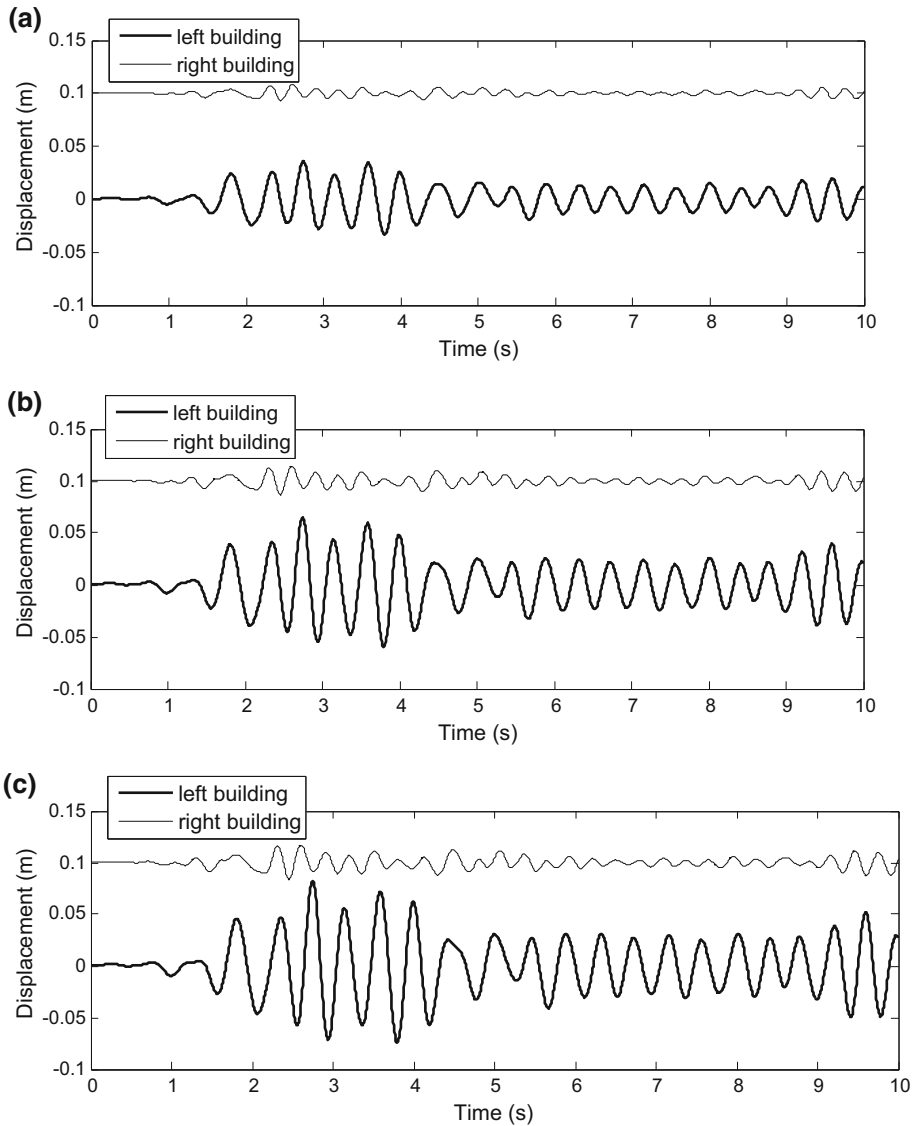 (a)
left building
right building
0.15
0.1
0.05
0
-0.05
-0.1
Displacement (m)
0 1 2 3 4 5 6 7 8 9 10
Time (s)
(b)
left building
right building
0.15
0.1
0.05
0
-0.05
-0.1
Displacement (m)
0 1 2 3 4 5 6 7 8 9 10
Time (s)
(c)
left building
right building
0.15
0.1
0.05
0
-0.05
-0.1
Displacement (m)
0 1 2 3 4 5 6 7 8 9 10
Time (s)